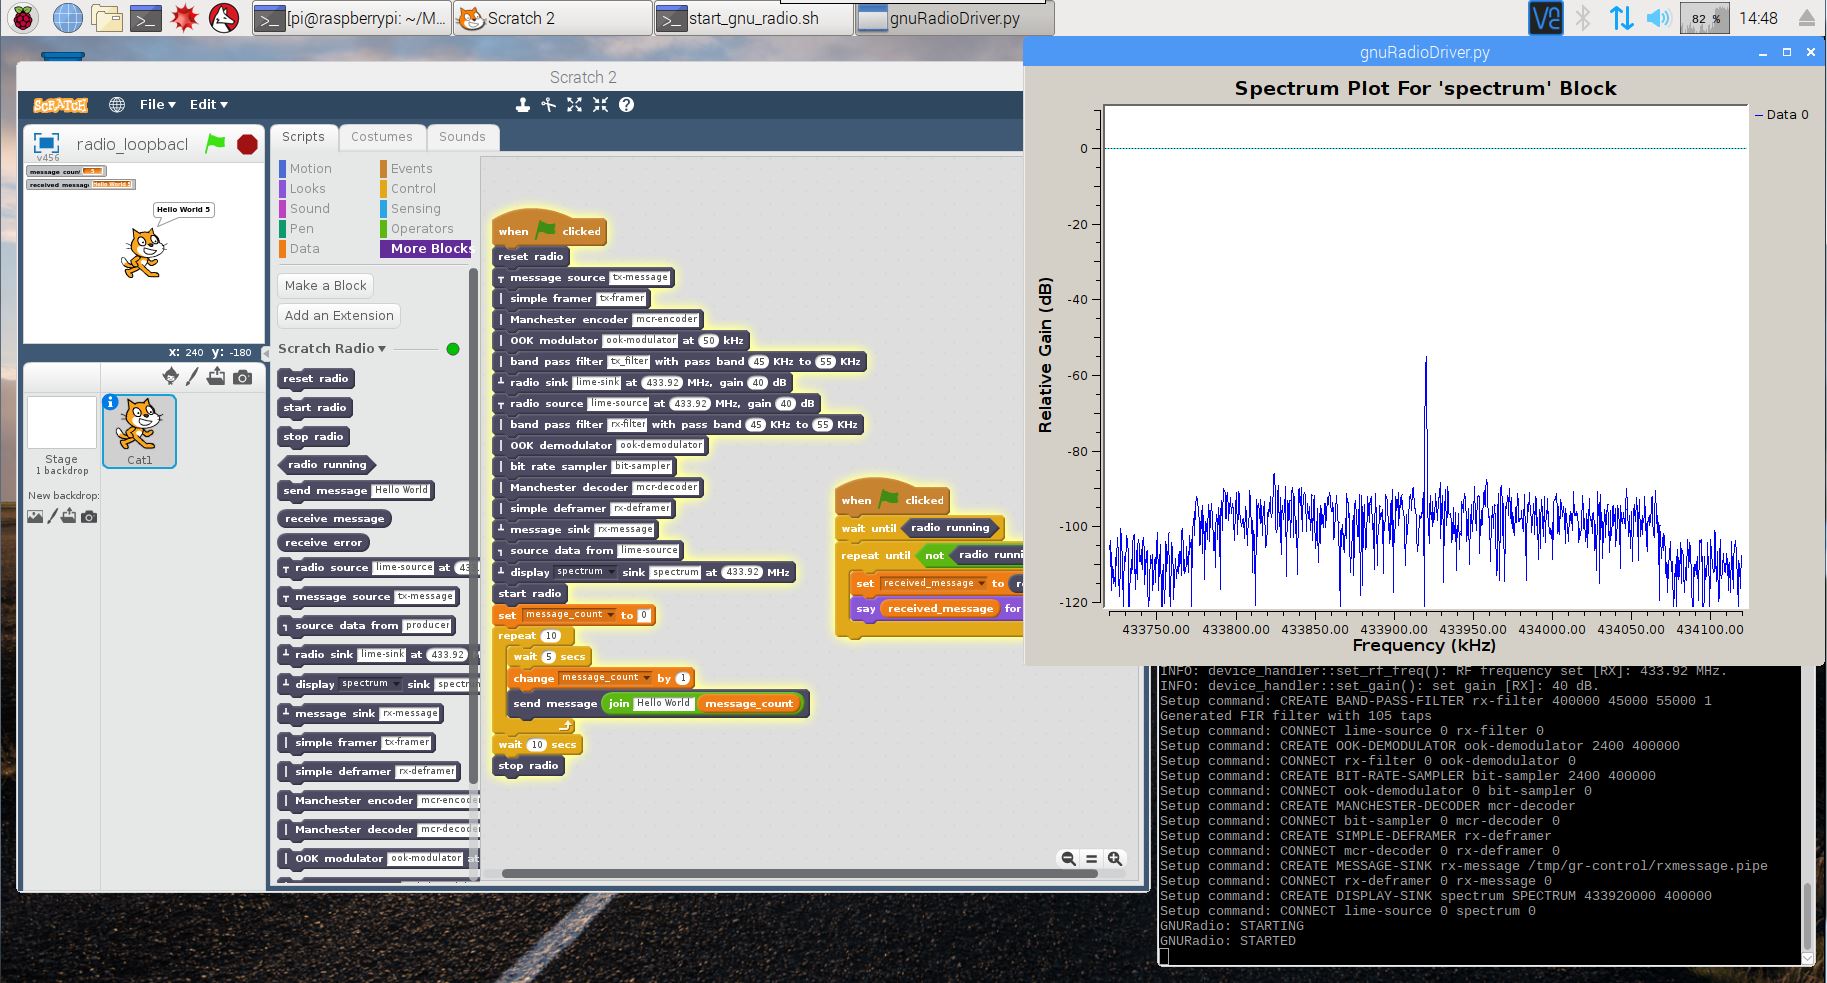 [pi@raspberrypi: ~/M...
Scratch 2
start_gnu_radio.sh
gnuRadioDriver.py
82 %
14:48
Scratch 2
SCRATCH
File
Edit
v456
radio_loopbacl
message count 5
received message Hello World 5
Hello World 5
x: 240 y: -180
Cat1
Stage
1 backdrop
New backdrop:
Scripts
Costumes
Sounds
Motion
Looks
Sound
Pen
Data
Events
Control
Sensing
Operators
More Blocks
Make a Block
Add an Extension
Scratch Radio
reset radio
start radio
stop radio
radio running
send message Hello World
receive message
receive error
radio source lime-source at 43
message source tx-message
source data from producer
radio sink lime-sink at 433.92
display spectrum sink spectr
message sink rx-message
simple framer tx-framer
simple deframer rx-deframer
Manchester encoder mcr-encode
Manchester decoder mcr-decode
OOK modulator ook-modulator at
when clicked
reset radio
message source tx-message
simple framer tx-framer
Manchester encoder mcr-encoder
OOK modulator ook-modulator at 50 kHz
band pass filter tx_filter with pass band 45 KHz to 55 KHz
radio sink lime-sink at 433.92 MHz, gain 40 dB
radio source lime-source at 433.92 MHz, gain 40 dB
band pass filter rx-filter with pass band 45 KHz to 55 KHz
OOK demodulator ook-demodulator
bit rate sampler bit-sampler
Manchester decoder mcr-decoder
simple deframer rx-deframer
message sink rx-message
source data from lime-source
display spectrum sink spectrum at 433.92 MHz
start radio
set message_count to 0
repeat 10
wait 5 secs
change message_count by 1
send message join Hello World message_count
wait 10 secs
stop radio
when clicked
wait until radio running
repeat until not radio runni
set received_message to re
say received_message for
gnuRadioDriver.py
Spectrum Plot For 'spectrum' Block
Data 0
Relative Gain (dB)
0
-20
-40
-60
-80
-100
-120
433750.00 433800.00 433850.00 433900.00 433950.00 434000.00 434050.00 434100.00
Frequency (kHz)
INFO: device_handler::set_rf_freq(): RF frequency set [RX]: 433.92 MHz.
INFO: device_handler::set_gain(): set gain [RX]: 40 dB.
Setup command: CREATE BAND-PASS-FILTER rx-filter 400000 45000 55000 1
Generated FIR filter with 105 taps
Setup command: CONNECT lime-source 0 rx-filter 0
Setup command: CREATE OOK-DEMODULATOR ook-demodulator 2400 400000
Setup command: CONNECT rx-filter 0 ook-demodulator 0
Setup command: CREATE BIT-RATE-SAMPLER bit-sampler 2400 400000
Setup command: CONNECT ook-demodulator 0 bit-sampler 0
Setup command: CREATE MANCHESTER-DECODER mcr-decoder
Setup command: CONNECT bit-sampler 0 mcr-decoder 0
Setup command: CREATE SIMPLE-DEFRAMER rx-deframer
Setup command: CONNECT mcr-decoder 0 rx-deframer 0
Setup command: CREATE MESSAGE-SINK rx-message /tmp/gr-control/rxmessage.pipe
Setup command: CONNECT rx-deframer 0 rx-message 0
Setup command: CREATE DISPLAY-SINK spectrum SPECTRUM 433920000 400000
Setup command: CONNECT lime-source 0 spectrum 0
GNURadio: STARTING
GNURadio: STARTED